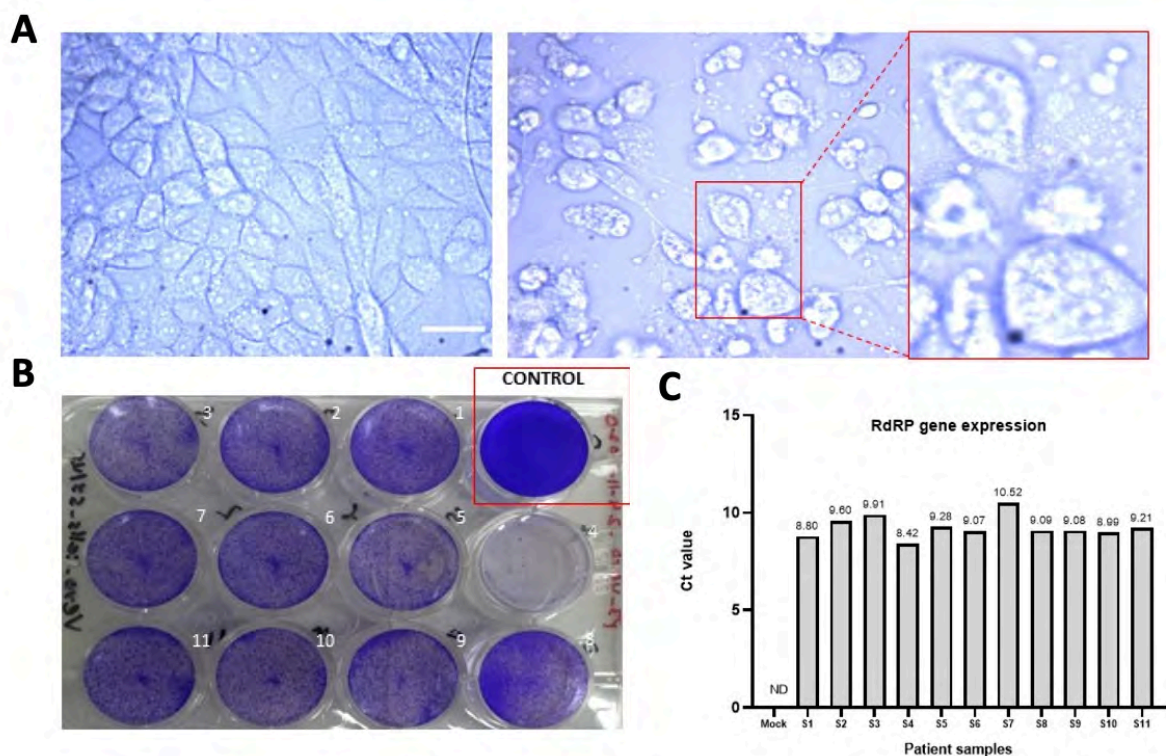 A
B
CONTROL
3
2
1
7
6
5
4
11
10
9
8
C
RdRP gene expression
Ct value
15
10
5
0
ND
8.80
9.60
9.91
8.42
9.28
9.07
10.52
9.09
9.08
8.99
9.21
Mock
S1
S2
S3
S4
S5
S6
S7
S8
S9
S10
S11
Patient samples